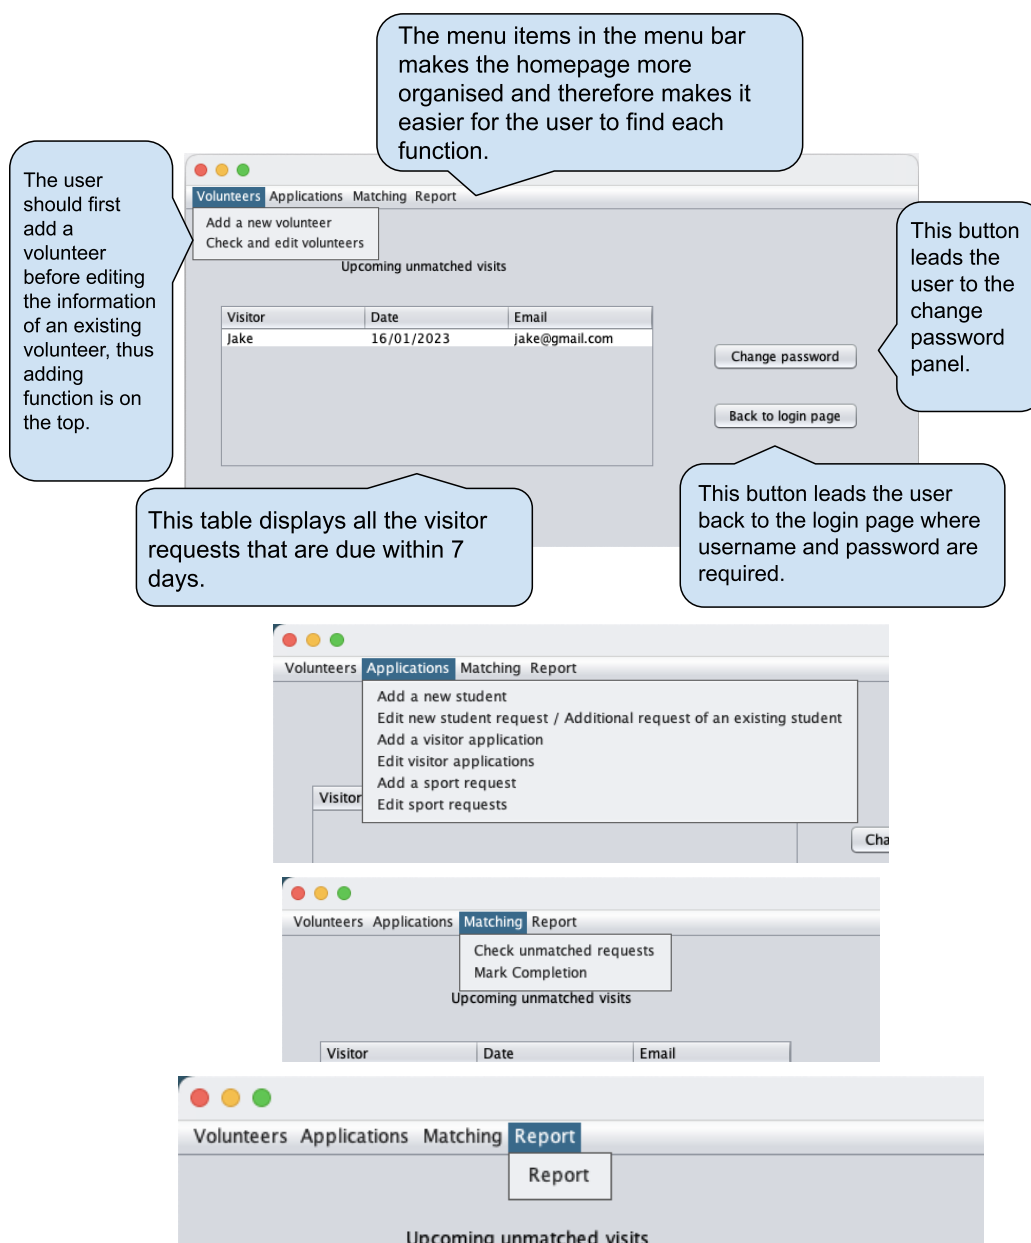 The menu items in the menu bar
makes the homepage more
organised and therefore makes it
easier for the user to find each
function.
The user
should first
add a
volunteer
before editing
the information
of an existing
volunteer, thus
adding
function is on
the top.
Volunteers Applications Matching Report
Add a new volunteer
Check and edit volunteers
Upcoming unmatched visits
Visitor Date Email
Jake 16/01/2023 jake@gmail.com
Change password
Back to login page
This button
leads the
user to the
change
password
panel.
This table displays all the visitor
requests that are due within 7
days.
This button leads the user
back to the login page where
username and password are
required.
Volunteers Applications Matching Report
Add a new student
Edit new student request / Additional request of an existing student
Add a visitor application
Edit visitor applications
Add a sport request
Edit sport requests
Visitor
Cha
Volunteers Applications Matching Report
Check unmatched requests
Mark Completion
Upcoming unmatched visits
Visitor Date Email
Volunteers Applications Matching Report
Report
Upcoming unmatched visits